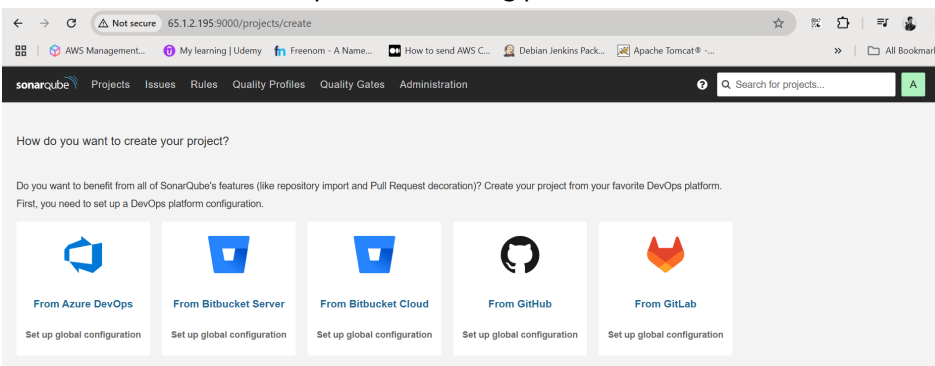 Not secure 65.1.2.195:9000/projects/create
AWS Management... My learning | Udemy fn Freenom - A Name... How to send AWS C... Debian Jenkins Pack... Apache Tomcat® -... » All Bookmar
sonarqube Projects Issues Rules Quality Profiles Quality Gates Administration ? Search for projects... A
How do you want to create your project?
Do you want to benefit from all of SonarQube's features (like repository import and Pull Request decoration)? Create your project from your favorite DevOps platform.
First, you need to set up a DevOps platform configuration.
From Azure DevOps From Bitbucket Server From Bitbucket Cloud From GitHub From GitLab
Set up global configuration Set up global configuration Set up global configuration Set up global configuration Set up global configuration